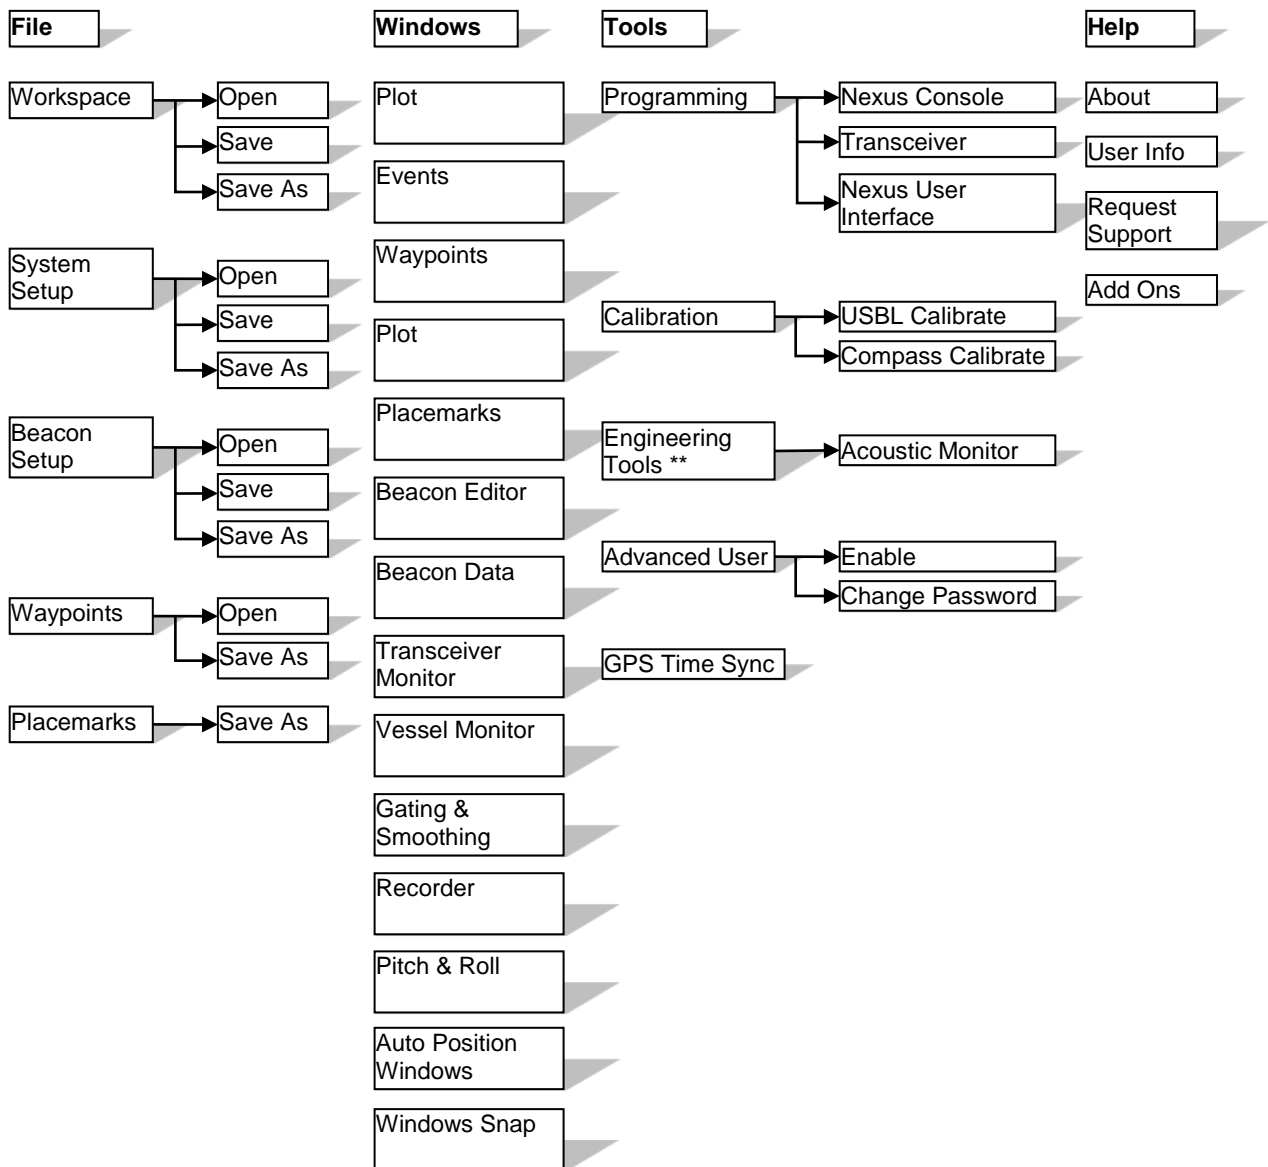 File
Workspace
Open
Save
Save As
System
Setup
Open
Save
Save As
Beacon
Setup
Open
Save
Save As
Waypoints
Open
Save As
Placemarks
Save As
Windows
Plot
Events
Waypoints
Plot
Placemarks
Beacon Editor
Beacon Data
Transceiver
Monitor
Vessel Monitor
Gating &
Smoothing
Recorder
Pitch & Roll
Auto Position
Windows
Windows Snap
Tools
Programming
Nexus Console
Transceiver
Nexus User
Interface
Calibration
USBL Calibrate
Compass Calibrate
Engineering
Tools **
Acoustic Monitor
Advanced User
Enable
Change Password
GPS Time Sync
Help
About
User Info
Request
Support
Add Ons